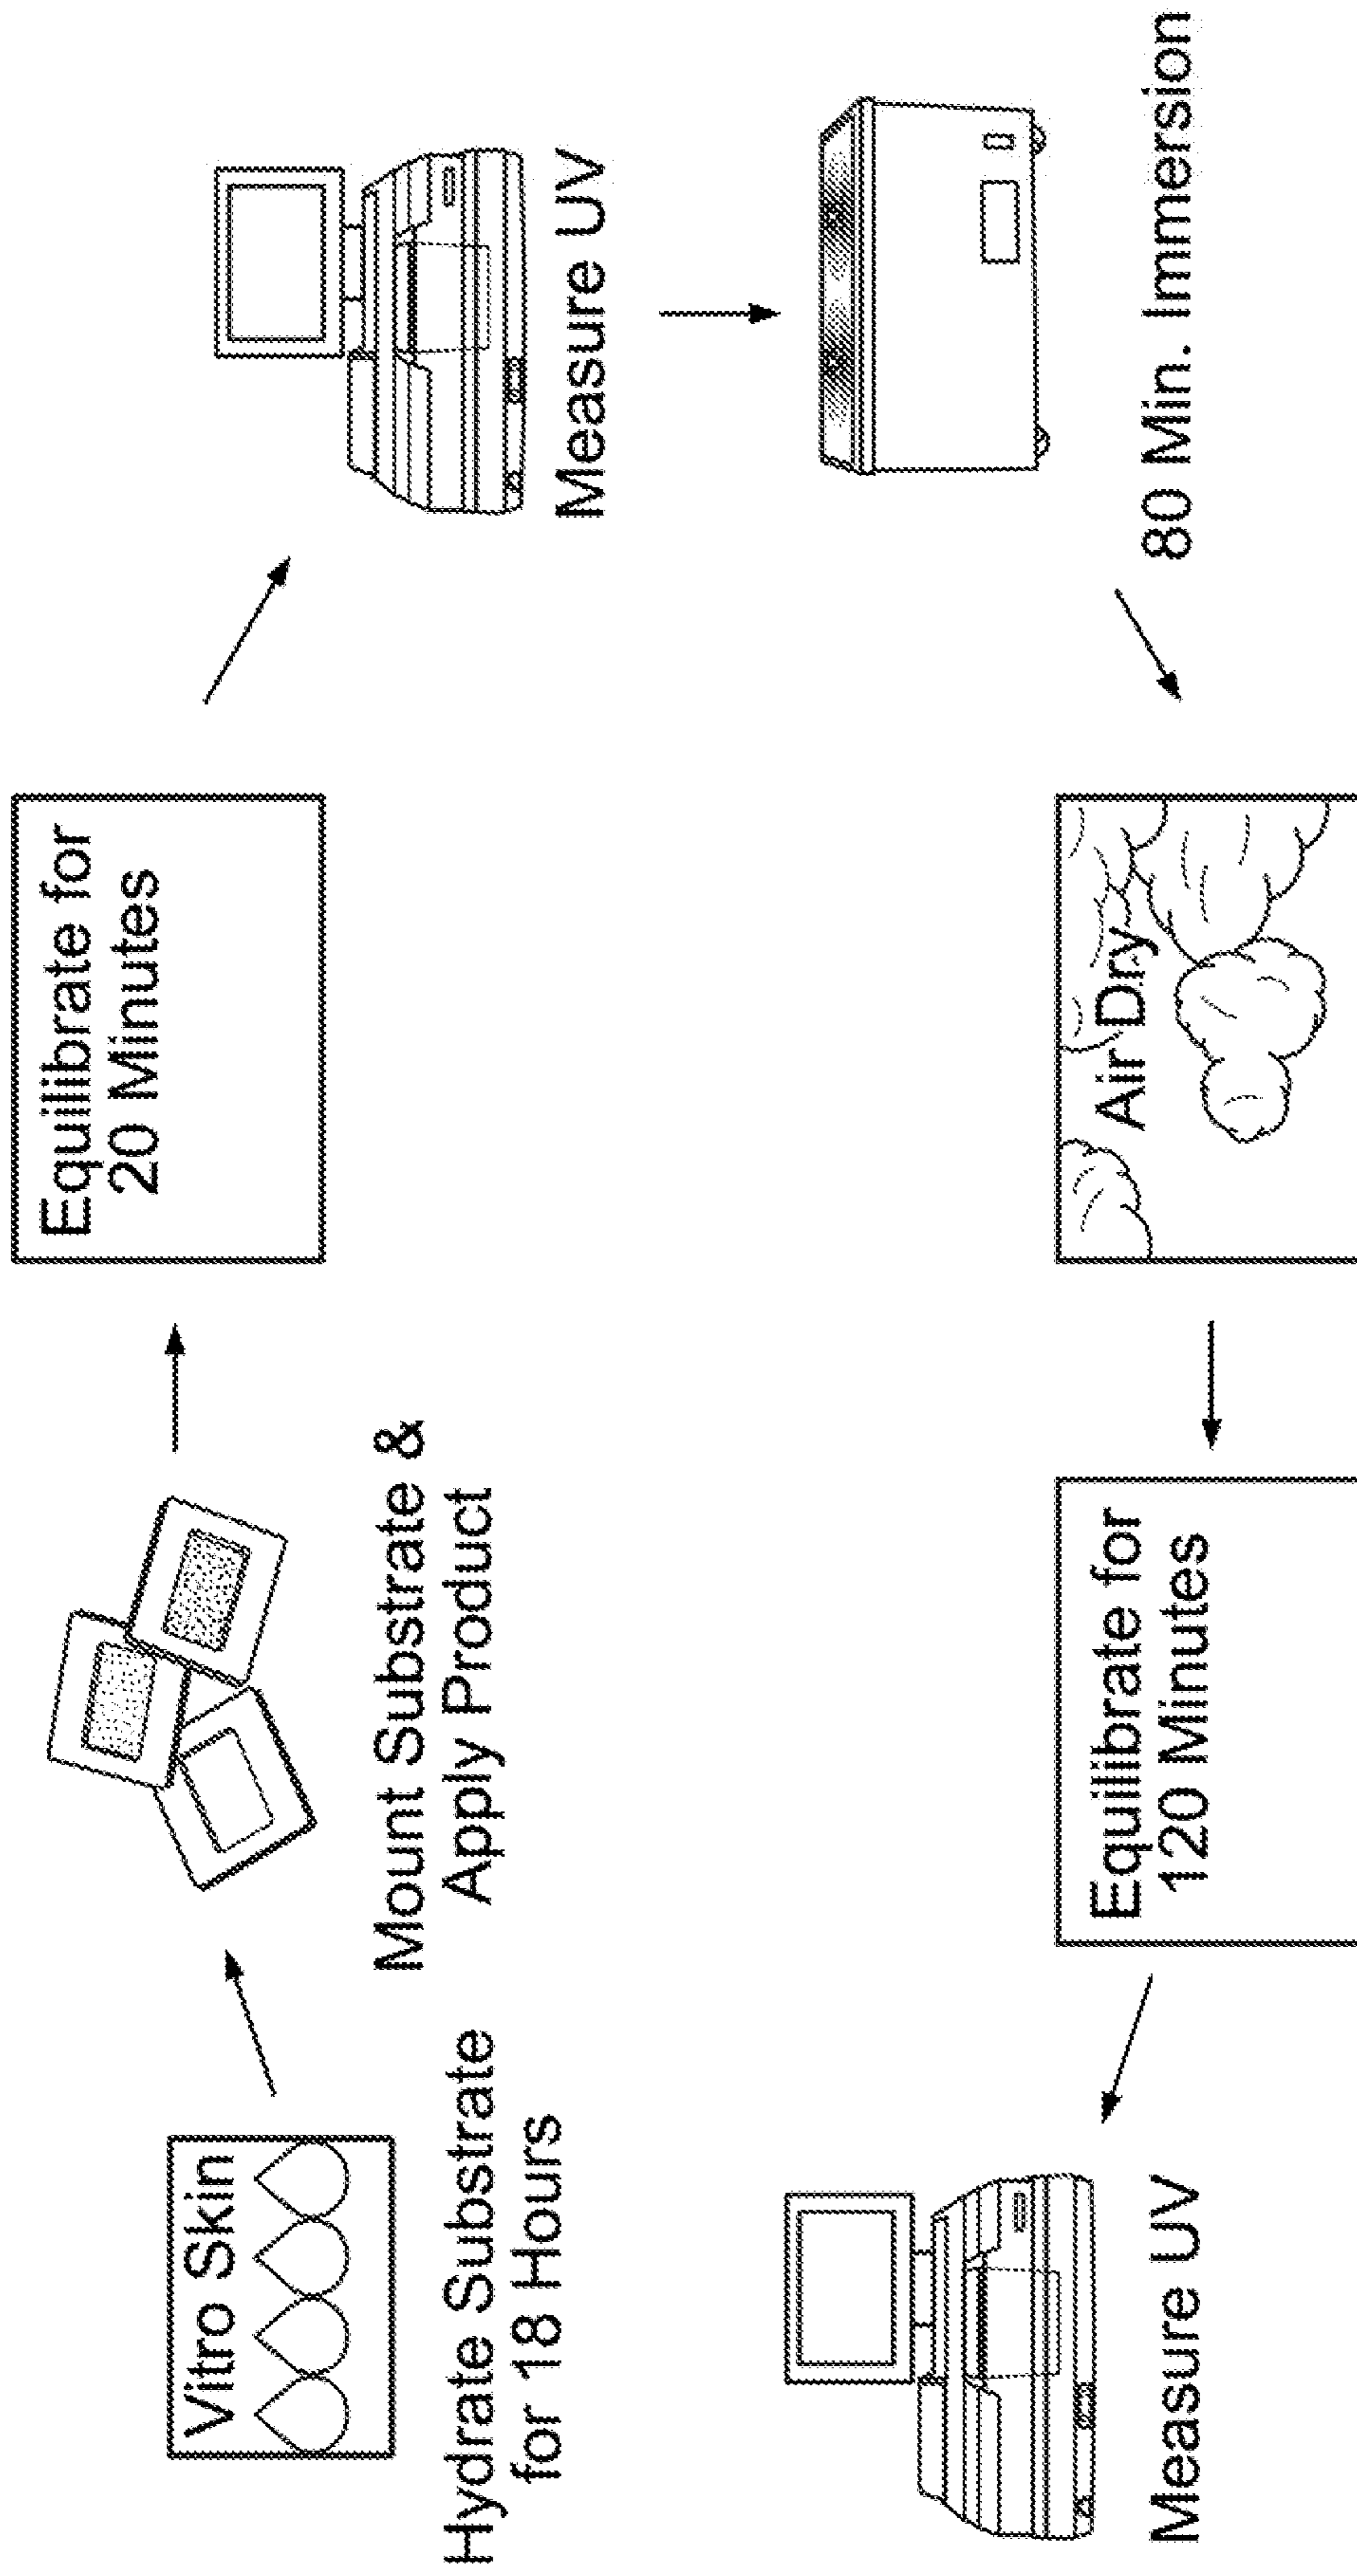 Vitro Skin
Hydrate Substrate
for 18 Hours
Mount Substrate &
Apply Product
Equilibrate for
20 Minutes
Measure UV
80 Min. Immersion
Air Dry
Equilibrate for
120 Minutes
Measure UV